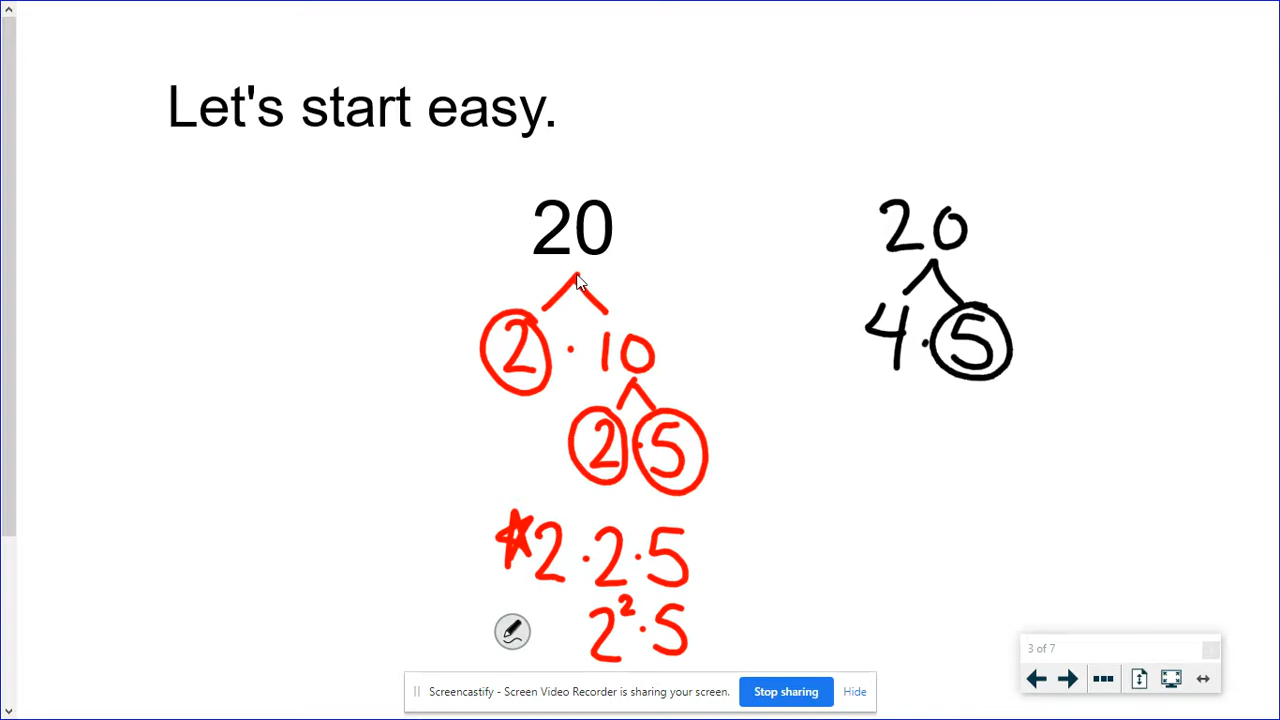 Let's start easy.
20
2 · 10
2 · 5
*2 · 2 · 5
2² · 5
20
4 · 5
3 of 7
Screencastify - Screen Video Recorder is sharing your screen.
Stop sharing
Hide